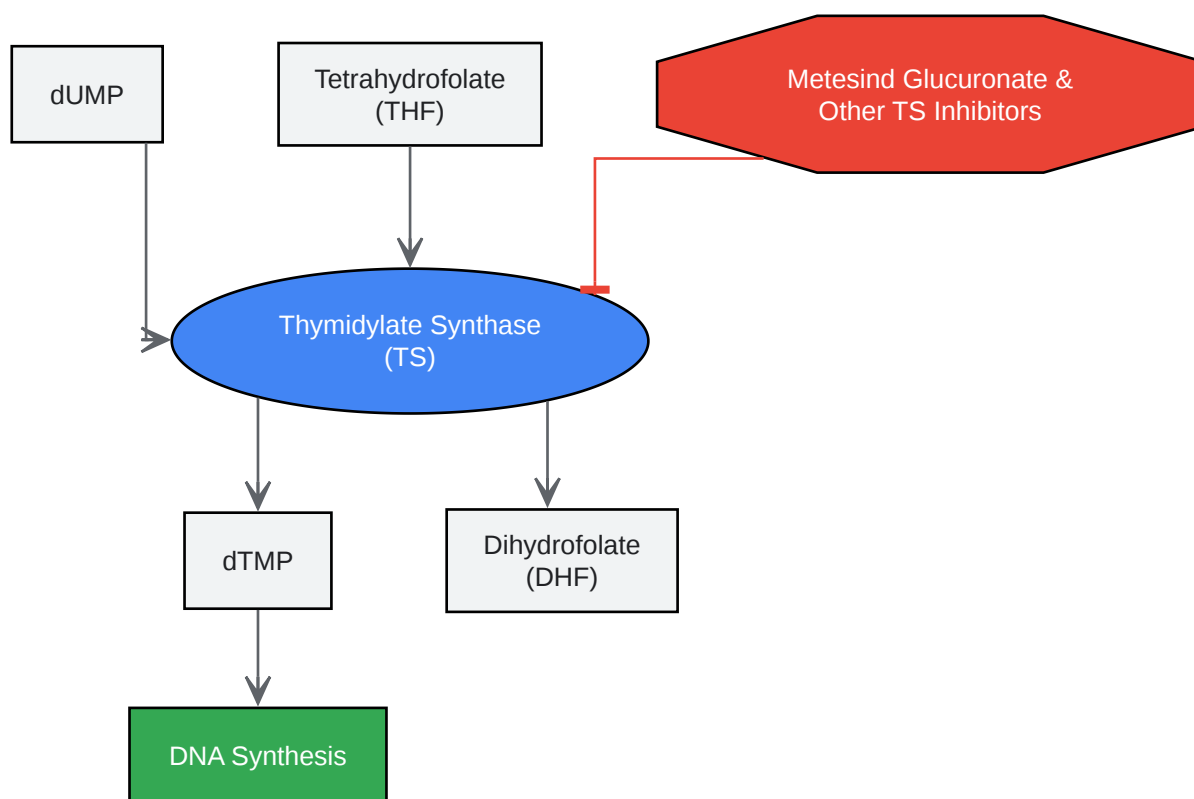 dUMP
Tetrahydrofolate
(THF)
Metesind Glucuronate &
Other TS Inhibitors
Thymidylate Synthase
(TS)
dTMP
Dihydrofolate
(DHF)
DNA Synthesis